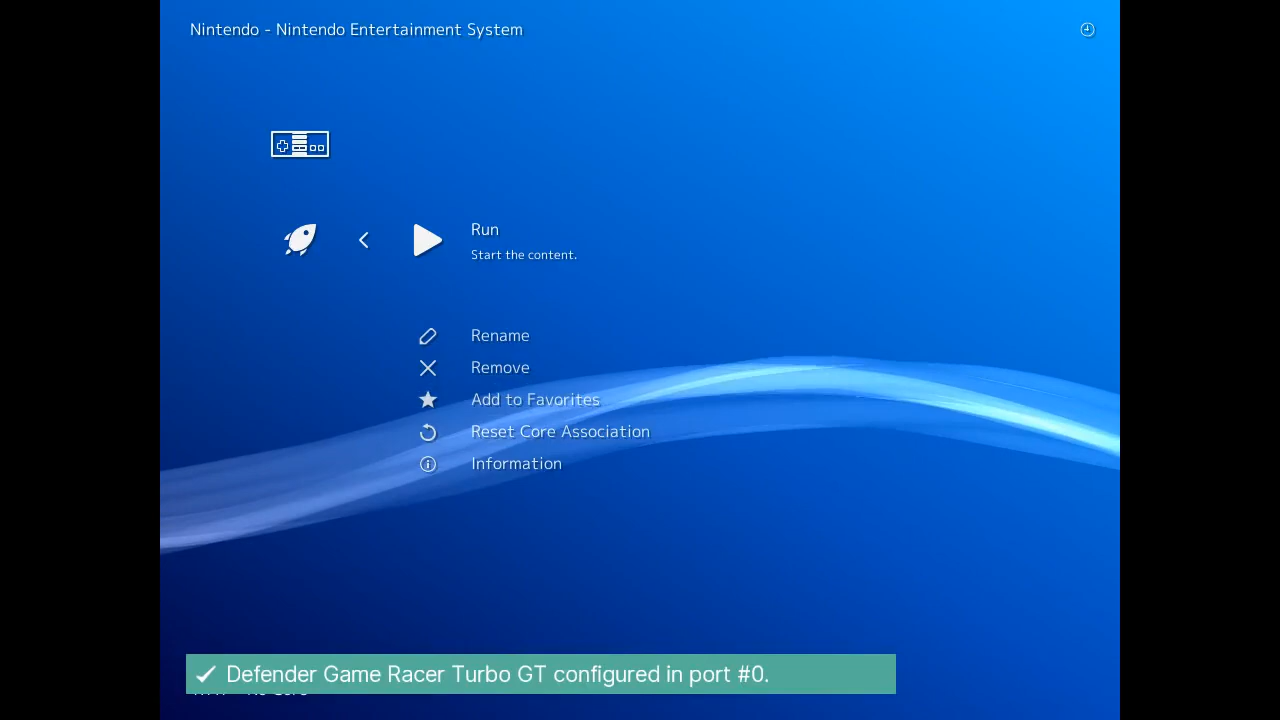 Nintendo - Nintendo Entertainment System
Run
Start the content.
Rename
Remove
Add to Favorites
Reset Core Association
Information
Defender Game Racer Turbo GT configured in port #0.